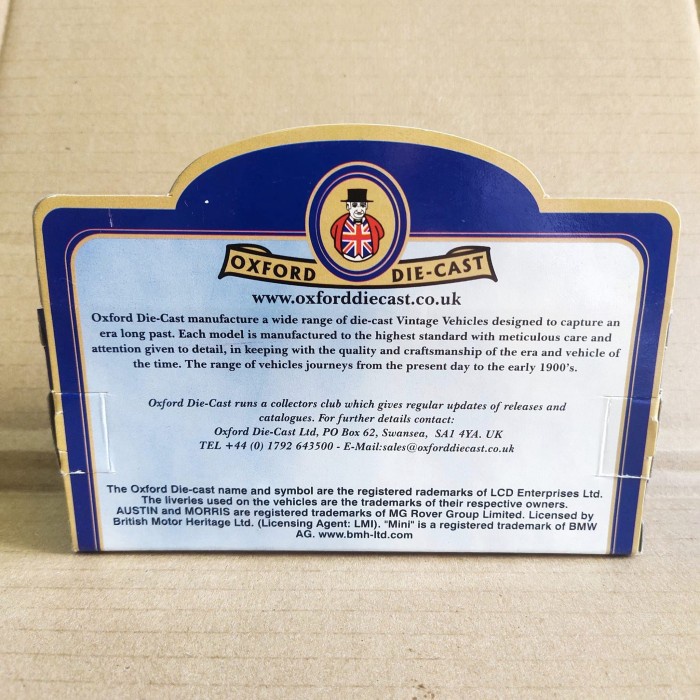 OXFORD DIE-CAST
www.oxforddiecast.co.uk
Oxford Die-Cast manufacture a wide range of die-cast Vintage Vehicles designed to capture an
era long past. Each model is manufactured to the highest standard with meticulous care and
attention given to detail, in keeping with the quality and craftsmanship of the era and vehicle of
the time. The range of vehicles journeys from the present day to the early 1900's.
Oxford Die-Cast runs a collectors club which gives regular updates of releases and
catalogues. For further details contact:
Oxford Die-Cast Ltd, PO Box 62, Swansea, SA1 4YA. UK
TEL +44 (0) 1792 643500 - E-Mail:sales@oxforddiecast.co.uk
The Oxford Die-cast name and symbol are the registered rademarks of LCD Enterprises Ltd.
The liveries used on the vehicles are the trademarks of their respective owners.
AUSTIN and MORRIS are registered trademarks of MG Rover Group Limited. Licensed by
British Motor Heritage Ltd. (Licensing Agent: LMI). "Mini" is a registered trademark of BMW
AG. www.bmh-ltd.com